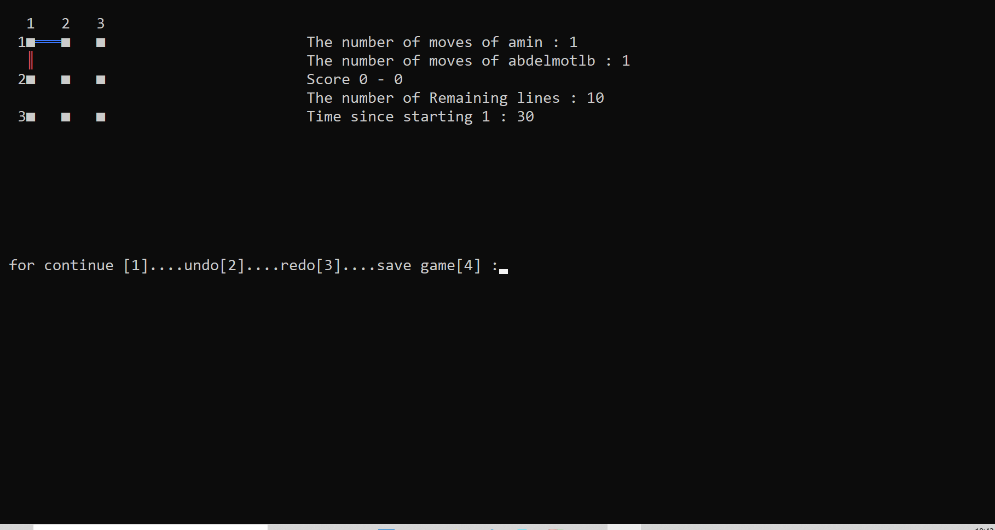 1 2 3
1 The number of moves of amin : 1
The number of moves of abdelmotlb : 1
2 Score 0 - 0
The number of Remaining lines : 10
3 Time since starting 1 : 30
for continue [1]....undo[2]....redo[3]....save game[4] :